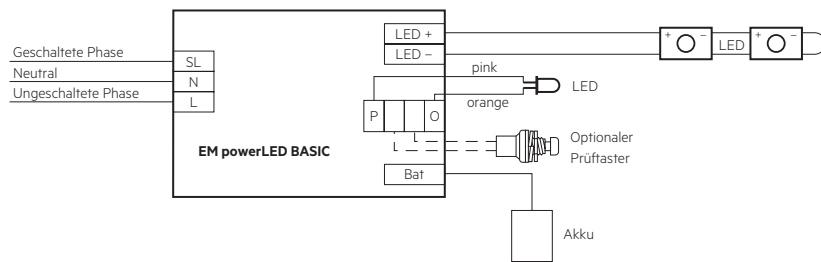 LED +
+ –
+ –
LED
LED –
Geschaltete Phase
SL
Neutral
N
Ungeschaltete Phase
L
pink
LED
orange
P
O
EM powerLED BASIC
Optionaler
Prüftaster
Bat
Akku